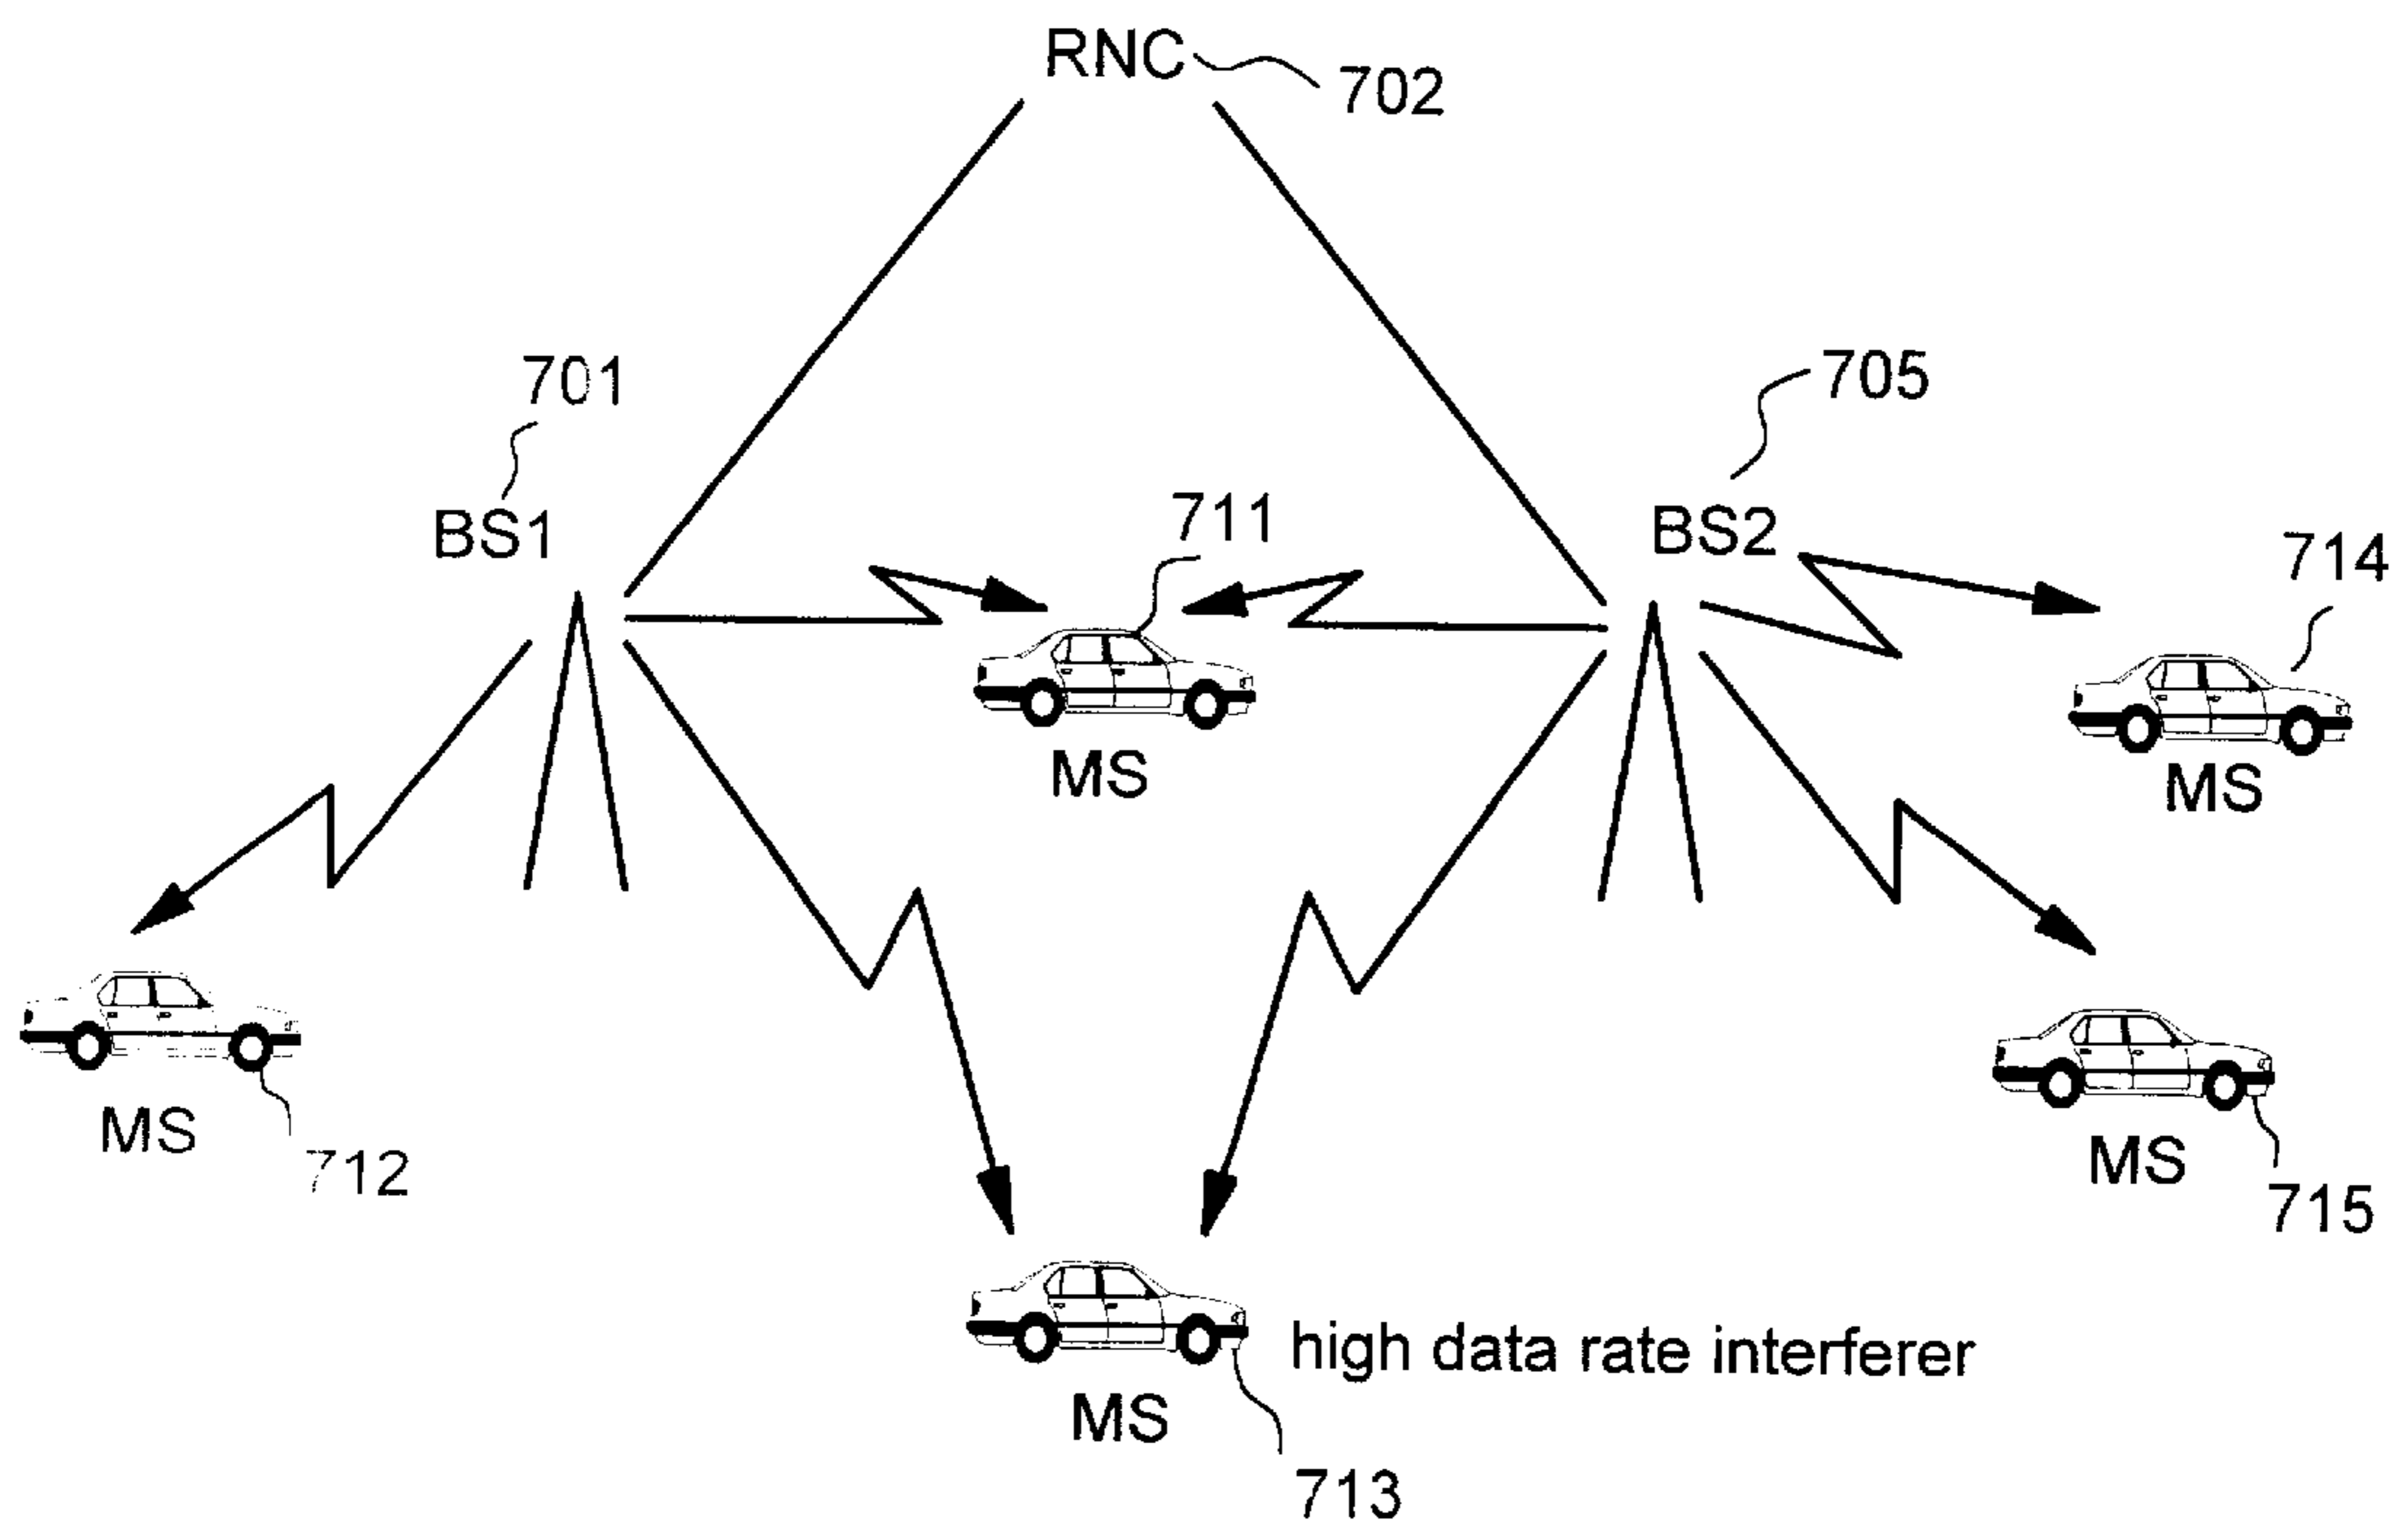 RNC
702
701
705
BS1
711
BS2
714
MS
MS
MS
712
MS
715
high data rate interferer
MS
713